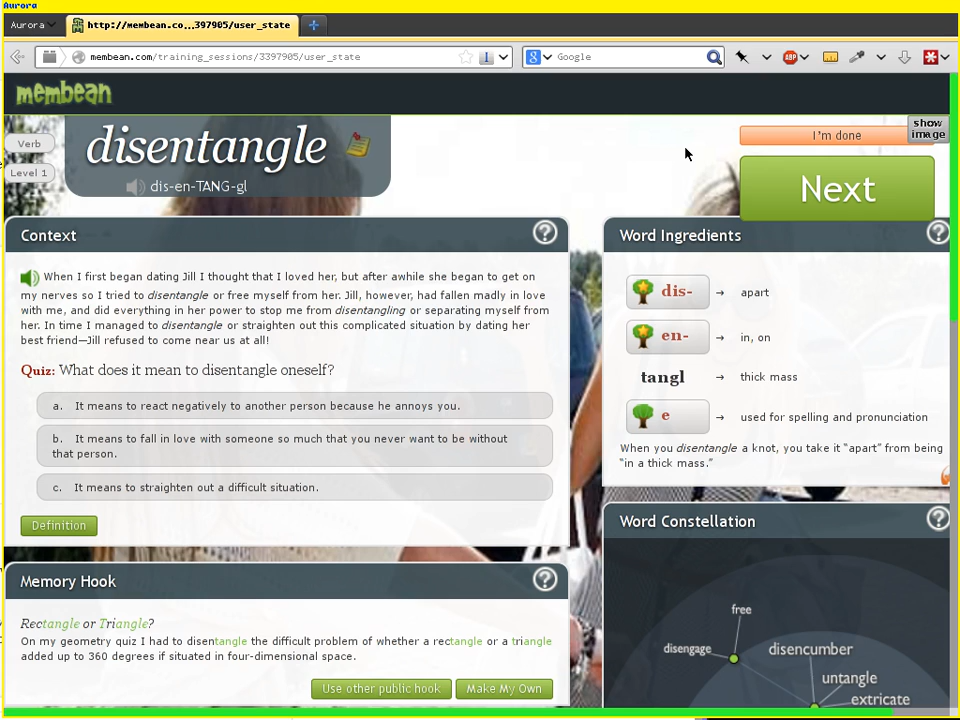 Aurora
Aurora
http://membean.co...397905/user_state
membean.com/training_sessions/3397905/user_state
Google
ABP
membean
Verb
Level 1
disentangle
dis-en-TANG-gl
I'm done
show image
Next
Context
When I first began dating Jill I thought that I loved her, but after awhile she began to get on
my nerves so I tried to disentangle or free myself from her. Jill, however, had fallen madly in love
with me, and did everything in her power to stop me from disentangling or separating myself from
her. In time I managed to disentangle or straighten out this complicated situation by dating her
best friend—Jill refused to come near us at all!
Quiz: What does it mean to disentangle oneself?
a. It means to react negatively to another person because he annoys you.
b. It means to fall in love with someone so much that you never want to be without
that person.
c. It means to straighten out a difficult situation.
Definition
Memory Hook
Rectangle or Triangle?
On my geometry quiz I had to disentangle the difficult problem of whether a rectangle or a triangle
added up to 360 degrees if situated in four-dimensional space.
Use other public hook
Make My Own
Word Ingredients
dis- → apart
en- → in, on
tangl → thick mass
e → used for spelling and pronunciation
When you disentangle a knot, you take it “apart” from being
“in a thick mass.”
Word Constellation
free
disengage
disencumber
untangle
extricate